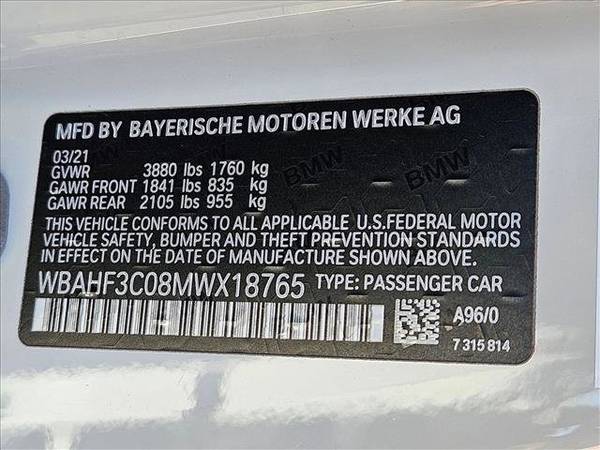 MFD BY BAYERISCHE MOTOREN WERKE AG
03/21
GVWR 3880 lbs 1760 kg
GAWR FRONT 1841 lbs 835 kg
GAWR REAR 2105 lbs 955 kg
THIS VEHICLE CONFORMS TO ALL APPLICABLE U.S.FEDERAL MOTOR
VEHICLE SAFETY, BUMPER AND THEFT PREVENTION STANDARDS
IN EFFECT ON THE DATE OF MANUFACTURE SHOWN ABOVE.
WBAHF3C08MWX18765 TYPE: PASSENGER CAR
A96/0
7 315 814
BMW
BMW